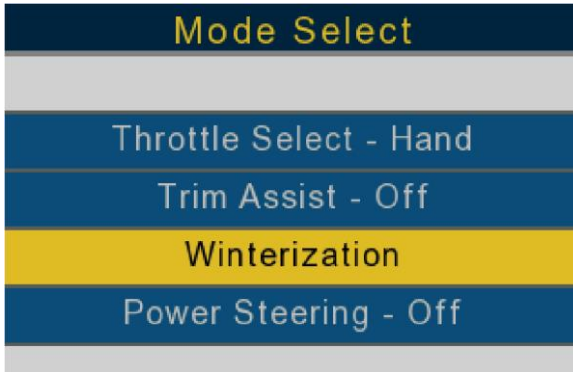 Mode Select
Throttle Select - Hand
Trim Assist - Off
Winterization
Power Steering - Off